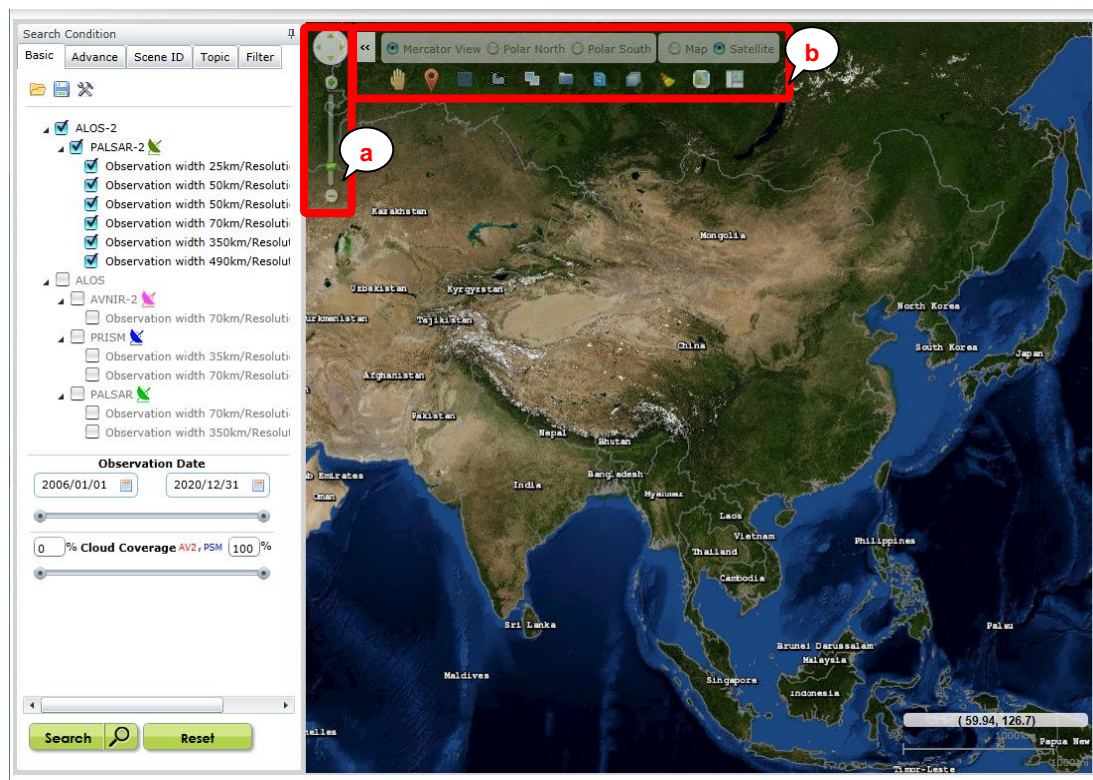 Search Condition
Basic Advance Scene ID Topic Filter
ALOS-2
PALSAR-2
Observation width 25km/Resoluti
Observation width 50km/Resoluti
Observation width 50km/Resoluti
Observation width 70km/Resoluti
Observation width 350km/Resolut
Observation width 490km/Resolut
ALOS
AVNIR-2
Observation width 70km/Resoluti
PRISM
Observation width 35km/Resoluti
Observation width 70km/Resoluti
PALSAR
Observation width 70km/Resoluti
Observation width 350km/Resolut
Observation Date
2006/01/01 2020/12/31
0 % Cloud Coverage AV2, PSM 100 %
Search Reset
<< Mercator View Polar North Polar South Map Satellite
b
a
Kazakhstan
Mongolia
Uzbekistan
Kyrgyzstan
urkmenistan
Tajikistan
North Korea
South Korea
Japan
China
Afghanistan
Pakistan
Nepal
Bhutan
b Emirates
Oman
India
Bangladesh
Myanmar
Laos
Vietnam
Thailand
Philippines
Cambodia
Sri Lanka
Palau
Brunei Darussalam
Malaysia
Maldives
Singapore
Indonesia
( 59.94, 126.7)
1000km
Papua New
1000mi
elles
Timor-Leste